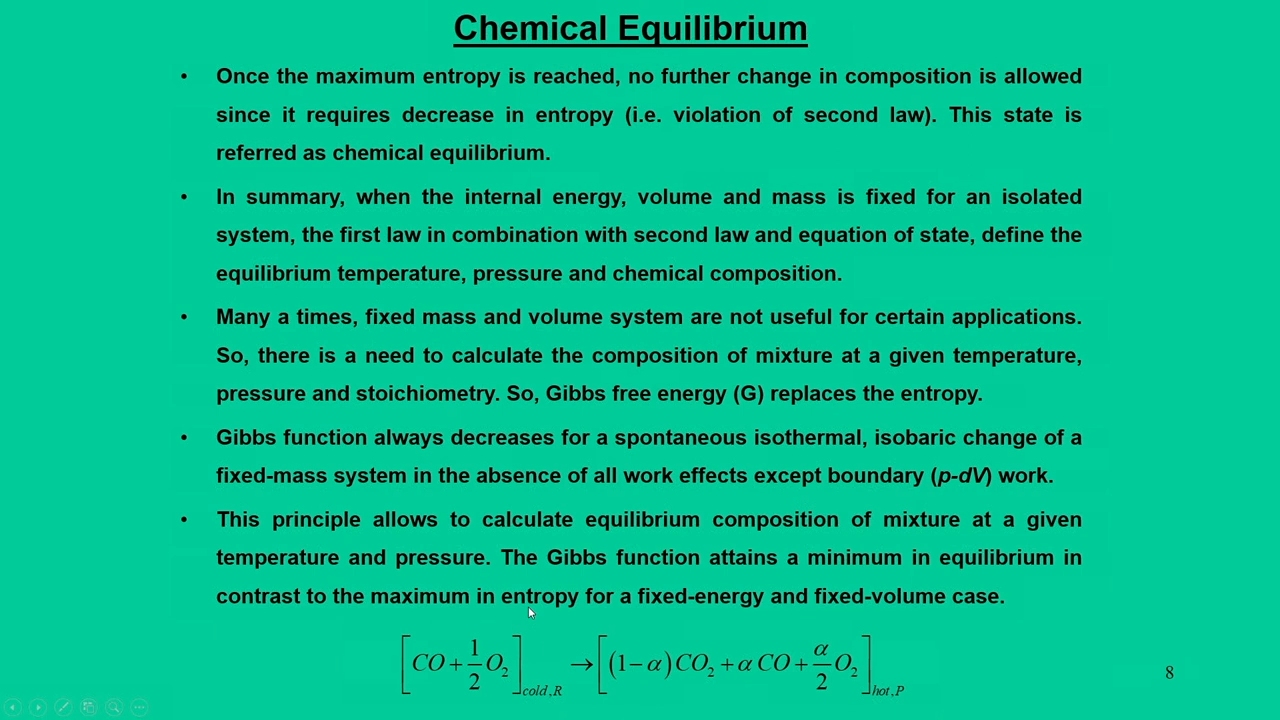 Chemical Equilibrium
• Once the maximum entropy is reached, no further change in composition is allowed
since it requires decrease in entropy (i.e. violation of second law). This state is
referred as chemical equilibrium.
• In summary, when the internal energy, volume and mass is fixed for an isolated
system, the first law in combination with second law and equation of state, define the
equilibrium temperature, pressure and chemical composition.
• Many a times, fixed mass and volume system are not useful for certain applications.
So, there is a need to calculate the composition of mixture at a given temperature,
pressure and stoichiometry. So, Gibbs free energy (G) replaces the entropy.
• Gibbs function always decreases for a spontaneous isothermal, isobaric change of a
fixed-mass system in the absence of all work effects except boundary (p-dV) work.
• This principle allows to calculate equilibrium composition of mixture at a given
temperature and pressure. The Gibbs function attains a minimum in equilibrium in
contrast to the maximum in entropy for a fixed-energy and fixed-volume case.
[CO + 1/2 O₂]cold,R → [(1−α)CO₂ + α CO + α/2 O₂]hot,P
8